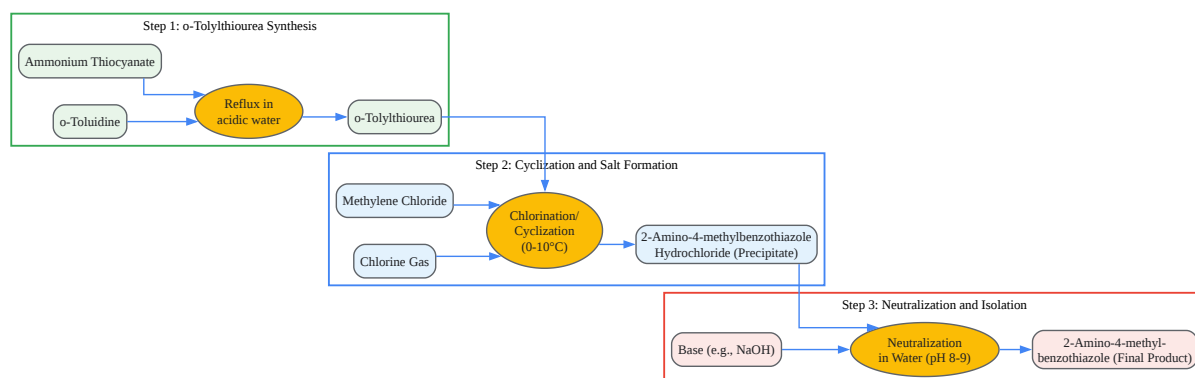 Step 1: o-Tolylthiourea Synthesis
Ammonium Thiocyanate
o-Toluidine
Reflux in
acidic water
o-Tolylthiourea
Step 2: Cyclization and Salt Formation
Methylene Chloride
Chlorine Gas
Chlorination/
Cyclization
(0-10°C)
2-Amino-4-methylbenzothiazole
Hydrochloride (Precipitate)
Step 3: Neutralization and Isolation
Base (e.g., NaOH)
Neutralization
in Water (pH 8-9)
2-Amino-4-methyl-
benzothiazole (Final Product)